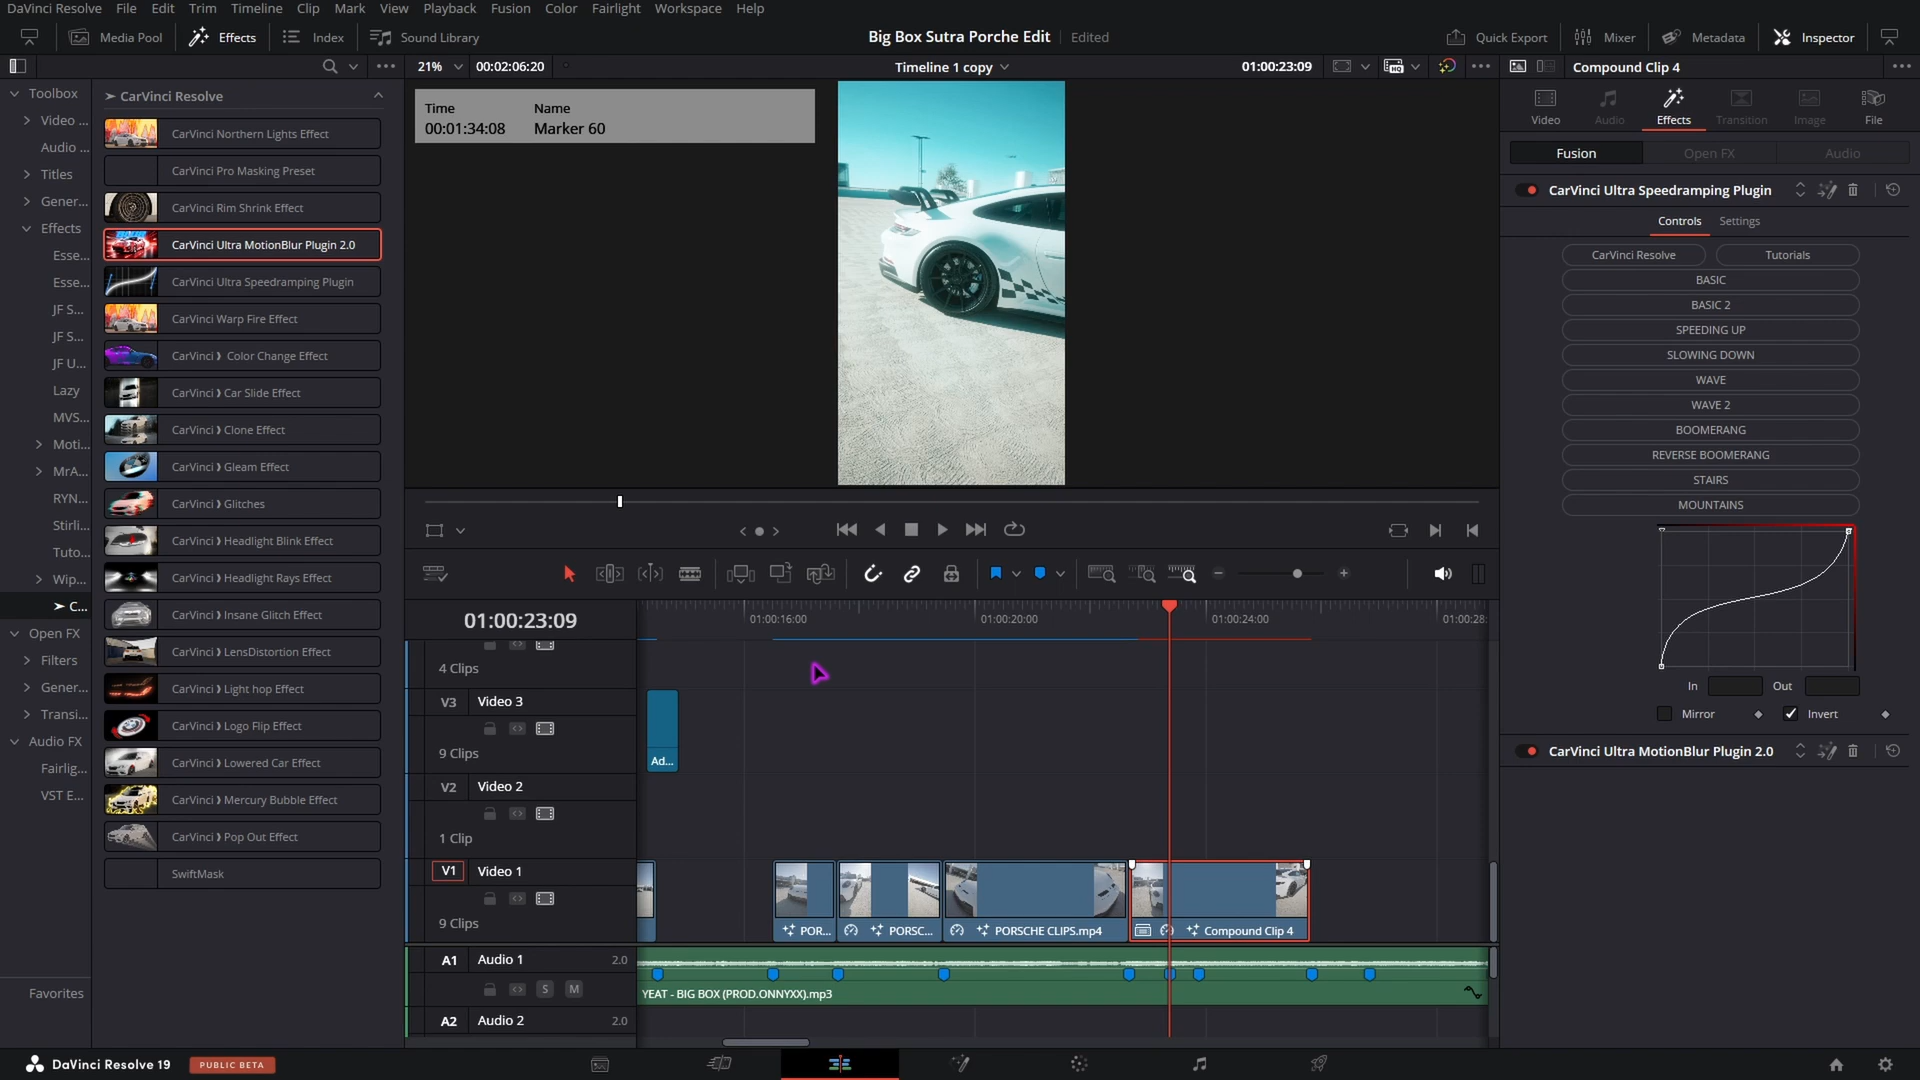 DaVinci Resolve File Edit Trim Timeline Clip Mark View Playback Fusion Color Fairlight Workspace Help
Media Pool Effects Index Sound Library Big Box Sutra Porche Edit Edited Quick Export Mixer Metadata Inspector
21% 00:02:06:20 Timeline 1 copy 01:00:23:09 Compound Clip 4
Toolbox
Video ...
Audio ...
Titles
Gener...
Effects
Esse...
Esse...
JF S...
JF S...
JF U...
Lazy
MVS...
Moti...
MrA...
RYN...
Stirli...
Tuto...
Wip...
➢ C...
Open FX
Filters
Gener...
Transi...
Audio FX
Fairlig...
VST E...
Favorites
➢ CarVinci Resolve
CarVinci Northern Lights Effect
CarVinci Pro Masking Preset
CarVinci Rim Shrink Effect
CarVinci Ultra MotionBlur Plugin 2.0
CarVinci Ultra Speedramping Plugin
CarVinci Warp Fire Effect
CarVinci ❫ Color Change Effect
CarVinci ❫ Car Slide Effect
CarVinci ❫ Clone Effect
CarVinci ❫ Gleam Effect
CarVinci ❫ Glitches
CarVinci ❫ Headlight Blink Effect
CarVinci ❫ Headlight Rays Effect
CarVinci ❫ Insane Glitch Effect
CarVinci ❫ LensDistortion Effect
CarVinci ❫ Light hop Effect
CarVinci ❫ Logo Flip Effect
CarVinci ❫ Lowered Car Effect
CarVinci ❫ Mercury Bubble Effect
CarVinci ❫ Pop Out Effect
SwiftMask
Time Name
00:01:34:08 Marker 60
01:00:23:09
01:00:16:00 01:00:20:00 01:00:24:00 01:00:28:
4 Clips
V3 Video 3
9 Clips
Ad...
V2 Video 2
1 Clip
V1 Video 1
9 Clips
POR... PORSC... PORSCHE CLIPS.mp4 Compound Clip 4
A1 Audio 1 2.0
S M
YEAT - BIG BOX (PROD.ONNYXX).mp3
A2 Audio 2 2.0
Video Audio Effects Transition Image File
Fusion Open FX Audio
CarVinci Ultra Speedramping Plugin
Controls Settings
CarVinci Resolve Tutorials
BASIC
BASIC 2
SPEEDING UP
SLOWING DOWN
WAVE
WAVE 2
BOOMERANG
REVERSE BOOMERANG
STAIRS
MOUNTAINS
In Out
Mirror Invert
CarVinci Ultra MotionBlur Plugin 2.0
DaVinci Resolve 19 PUBLIC BETA